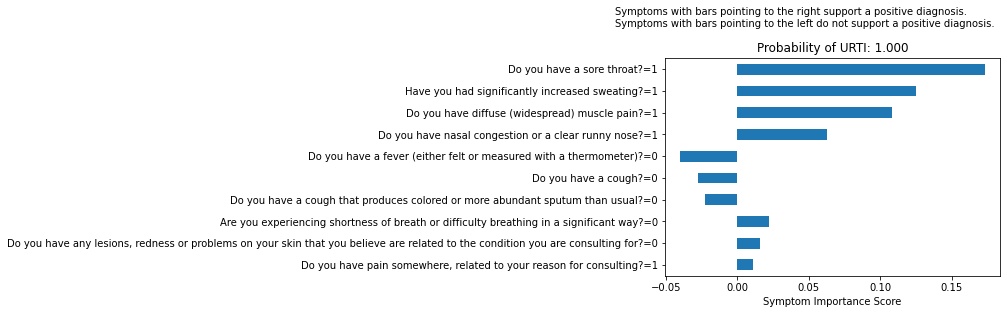 Symptoms with bars pointing to the right support a positive diagnosis.
Symptoms with bars pointing to the left do not support a positive diagnosis.
Probability of URTI: 1.000
Do you have a sore throat?=1
Have you had significantly increased sweating?=1
Do you have diffuse (widespread) muscle pain?=1
Do you have nasal congestion or a clear runny nose?=1
Do you have a fever (either felt or measured with a thermometer)?=0
Do you have a cough?=0
Do you have a cough that produces colored or more abundant sputum than usual?=0
Are you experiencing shortness of breath or difficulty breathing in a significant way?=0
Do you have any lesions, redness or problems on your skin that you believe are related to the condition you are consulting for?=0
Do you have pain somewhere, related to your reason for consulting?=1
−0.05 0.00 0.05 0.10 0.15
Symptom Importance Score